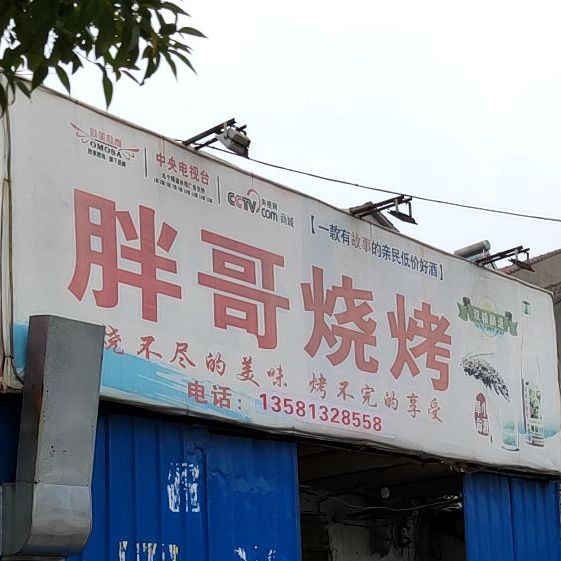 OMOSA
中央电视台
CCTV.com 商城
【一款有故事的亲民低价好酒】
胖哥烧烤
烧不尽的美味 烤不完的享受
电话：13581328558